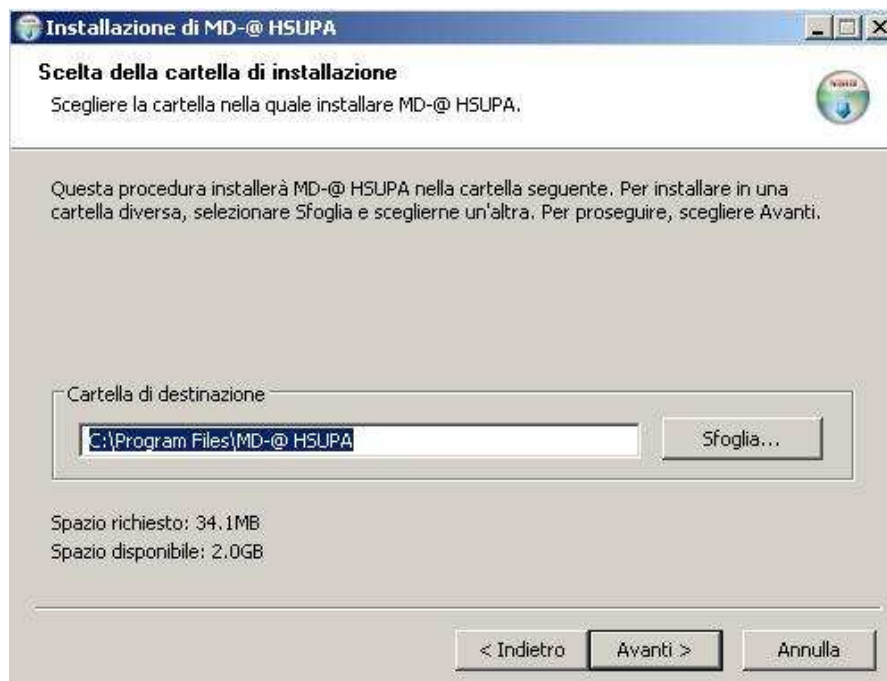 Installazione di MD-@ HSUPA
Scelta della cartella di installazione
Scegliere la cartella nella quale installare MD-@ HSUPA.
Questa procedura installerà MD-@ HSUPA nella cartella seguente. Per installare in una
cartella diversa, selezionare Sfoglia e sceglierne un'altra. Per proseguire, scegliere Avanti.
Cartella di destinazione
C:\Program Files\MD-@ HSUPA
Sfoglia...
Spazio richiesto: 34.1MB
Spazio disponibile: 2.0GB
< Indietro
Avanti >
Annulla